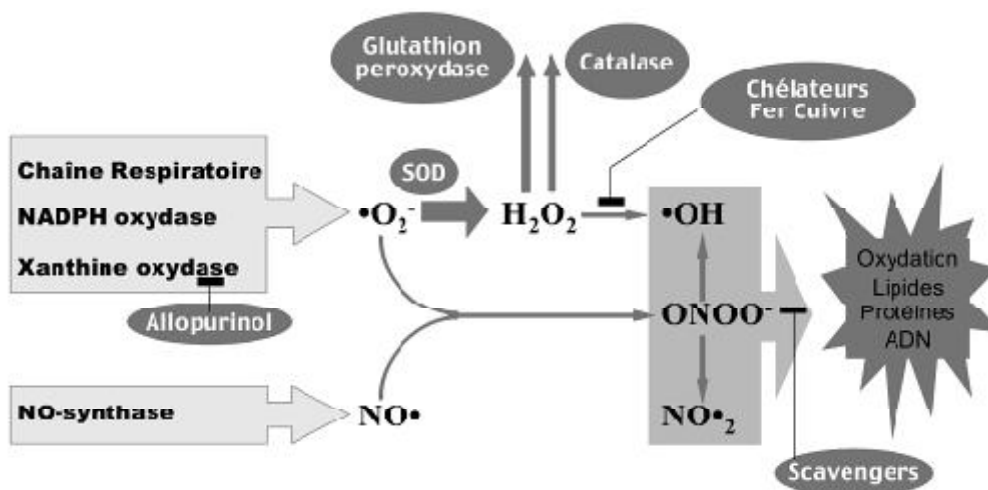 Glutathion
peroxydase
Catalase
Chélateurs
Fer Cuivre
Chaîne Respiratoire
NADPH oxydase
Xanthine oxydase
Allopurinol
SOD
•O₂⁻
H₂O₂
•OH
ONOO⁻
NO•₂
NO-synthase
NO•
Oxydation
Lipides
Protéines
ADN
Scavengers